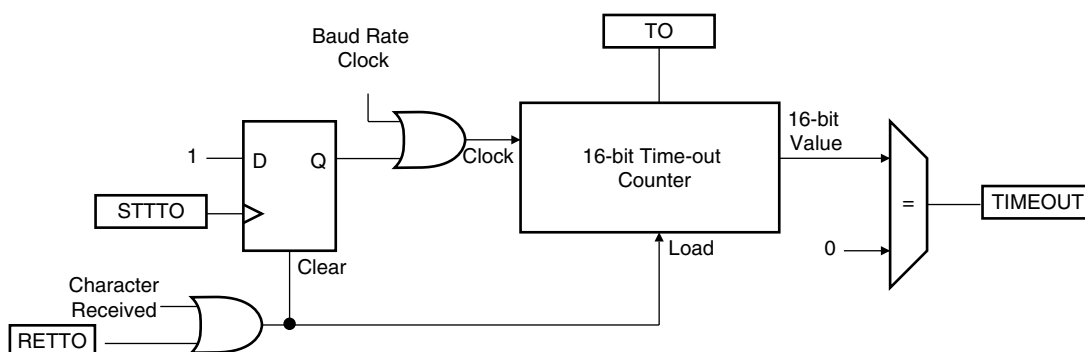 TO
Baud Rate
Clock
1
D
Q
STTTO
Clear
Clock
16-bit Time-out
Counter
16-bit
Value
=
0
TIMEOUT
Load
Character
Received
RETTO